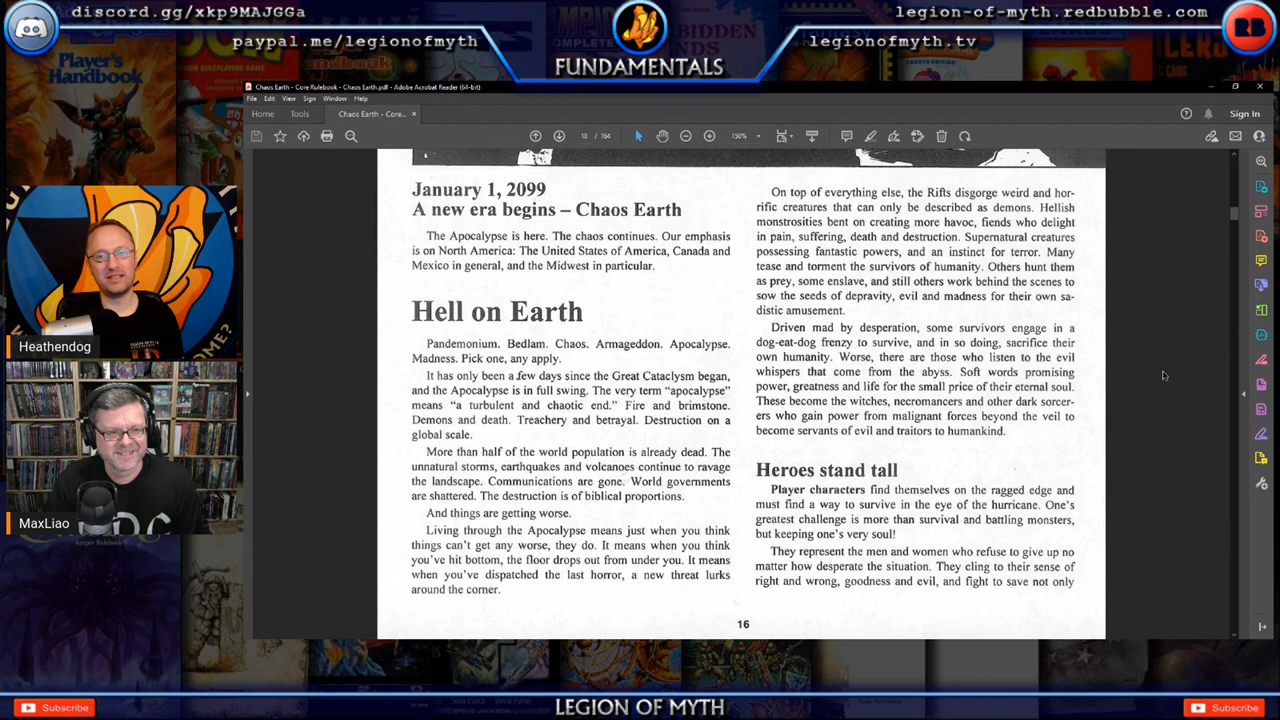 discord.gg/xkp9MAJGGa
paypal.me/legionofmyth
FUNDAMENTALS
legion-of-myth.redbubble.com
legionofmyth.tv
RB
Player's
Handbook
Chaos Earth - Core Rulebook - Chaos Earth.pdf - Adobe Acrobat Reader (64-bit)
File Edit View Sign Window Help
Home Tools Chaos Earth - Core... ×
Sign In
18 / 164
150%
January 1, 2099
A new era begins – Chaos Earth
The Apocalypse is here. The chaos continues. Our emphasis
is on North America: The United States of America, Canada and
Mexico in general, and the Midwest in particular.
Hell on Earth
Pandemonium. Bedlam. Chaos. Armageddon. Apocalypse.
Madness. Pick one, any apply.
It has only been a few days since the Great Cataclysm began,
and the Apocalypse is in full swing. The very term “apocalypse”
means “a turbulent and chaotic end.” Fire and brimstone.
Demons and death. Treachery and betrayal. Destruction on a
global scale.
More than half of the world population is already dead. The
unnatural storms, earthquakes and volcanoes continue to ravage
the landscape. Communications are gone. World governments
are shattered. The destruction is of biblical proportions.
And things are getting worse.
Living through the Apocalypse means just when you think
things can't get any worse, they do. It means when you think
you've hit bottom, the floor drops out from under you. It means
when you've dispatched the last horror, a new threat lurks
around the corner.
On top of everything else, the Rifts disgorge weird and hor-
rific creatures that can only be described as demons. Hellish
monstrosities bent on creating more havoc, fiends who delight
in pain, suffering, death and destruction. Supernatural creatures
possessing fantastic powers, and an instinct for terror. Many
tease and torment the survivors of humanity. Others hunt them
as prey, some enslave, and still others work behind the scenes to
sow the seeds of depravity, evil and madness for their own sa-
distic amusement.
Driven mad by desperation, some survivors engage in a
dog-eat-dog frenzy to survive, and in so doing, sacrifice their
own humanity. Worse, there are those who listen to the evil
whispers that come from the abyss. Soft words promising
power, greatness and life for the small price of their eternal soul.
These become the witches, necromancers and other dark sorcer-
ers who gain power from malignant forces beyond the veil to
become servants of evil and traitors to humankind.
Heroes stand tall
Player characters find themselves on the ragged edge and
must find a way to survive in the eye of the hurricane. One's
greatest challenge is more than survival and battling monsters,
but keeping one's very soul!
They represent the men and women who refuse to give up no
matter how desperate the situation. They cling to their sense of
right and wrong, goodness and evil, and fight to save not only
16
Heathendog
MaxLiao
Subscribe
LEGION OF MYTH
Subscribe